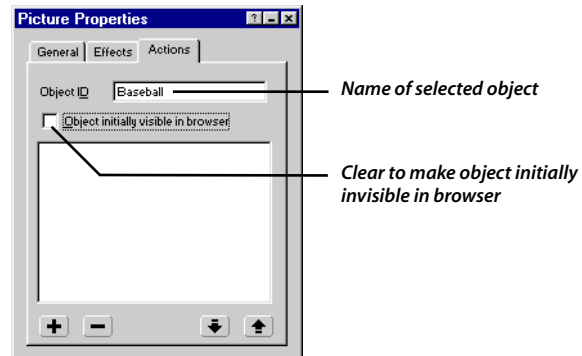 Picture Properties
General Effects Actions
Object ID Baseball
Name of selected object
Object initially visible in browser
Clear to make object initially
invisible in browser